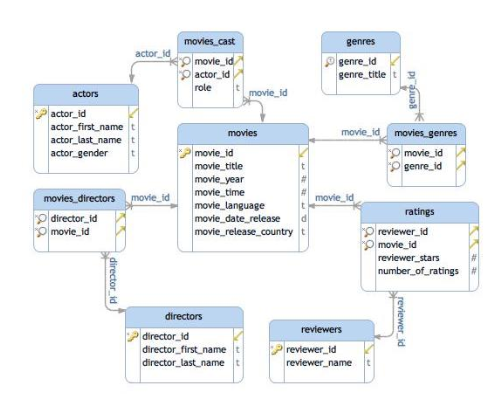 movies_cast
movie_id
actor_id
role t
genres
genre_id
genre_title t
actor_id
movie_id
genre_id
actors
actor_id
actor_first_name t
actor_last_name t
actor_gender t
movies
movie_id
movie_title t
movie_year #
movie_time #
movie_language t
movie_date_release d
movie_release_country t
movie_id
movies_genres
movie_id
genre_id
movies_directors
director_id
movie_id
movie_id
movie_id
ratings
reviewer_id
movie_id
reviewer_stars #
number_of_ratings #
director_id
reviewer_id
directors
director_id
director_first_name t
director_last_name t
reviewers
reviewer_id
reviewer_name t